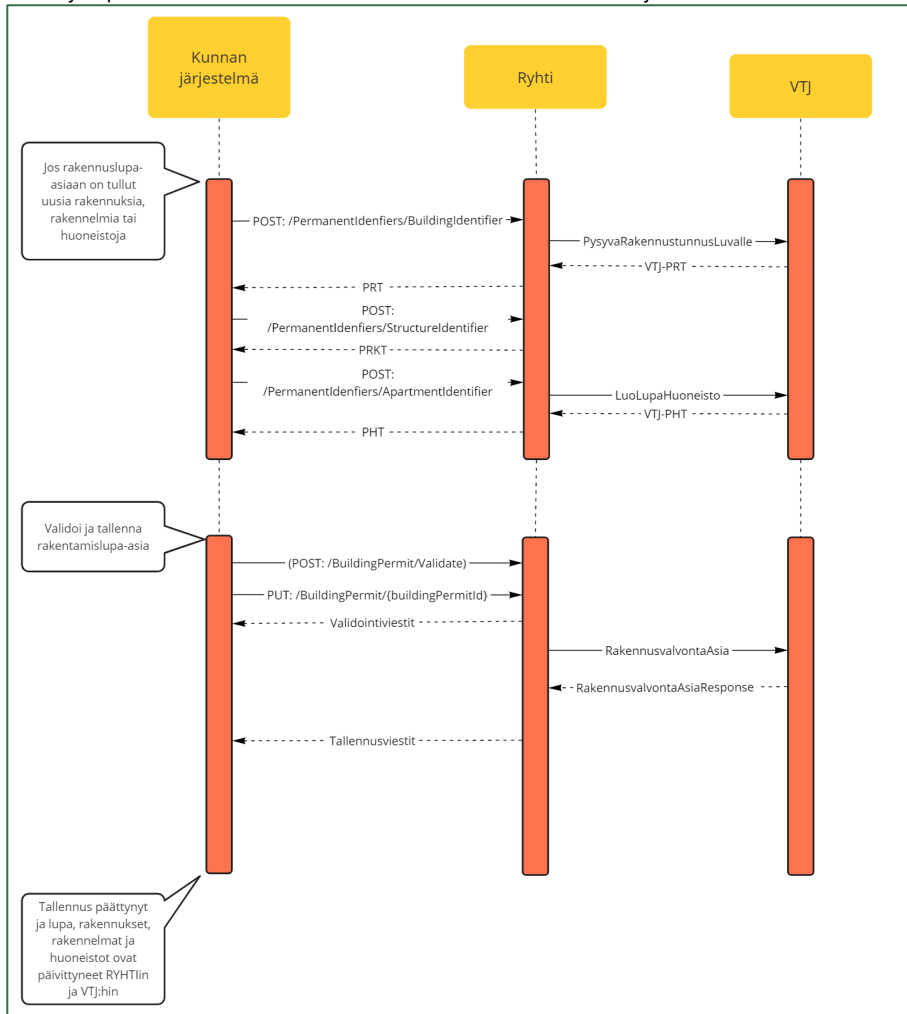 Kunnan
järjestelmä
Ryhti
VTJ
Jos rakennuslupa-
asiaan on tullut
uusia rakennuksia,
rakennelmia tai
huoneistoja
POST: /PermanentIdenfiers/BuildingIdentifier
PysyvaRakennustunnusLuvalle
VTJ-PRT
PRT
POST:
/PermanentIdenfiers/StructureIdentifier
PRKT
POST:
/PermanentIdenfiers/ApartmentIdentifier
LuoLupaHuoneisto
VTJ-PHT
PHT
Validoi ja tallenna
rakentamislupa-asia
(POST: /BuildingPermit/Validate)
PUT: /BuildingPermit/{buildingPermitId}
Validointiviestit
RakennusvalvontaAsia
RakennusvalvontaAsiaResponse
Tallennusviestit
Tallennus päättynyt
ja lupa, rakennukset,
rakennelmat ja
huoneistot ovat
päivittyneet RYHTIin
ja VTJ:hin